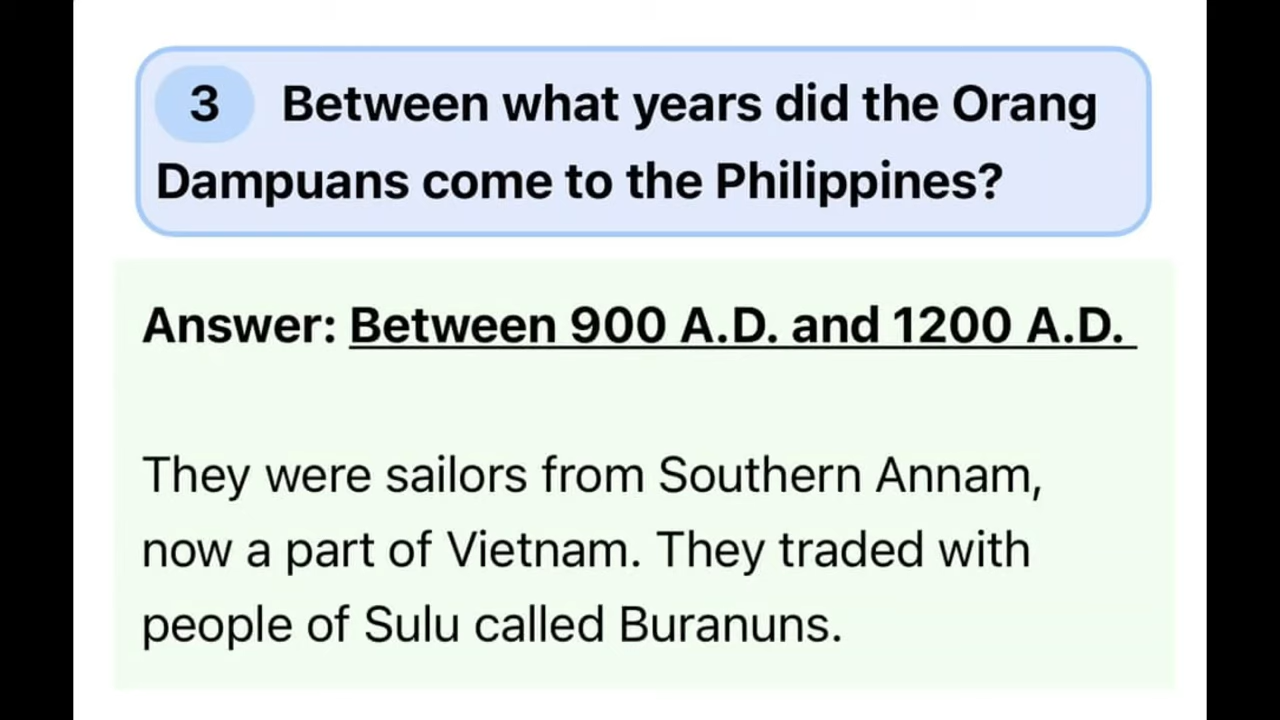 3 Between what years did the Orang
Dampuans come to the Philippines?
Answer: Between 900 A.D. and 1200 A.D.
They were sailors from Southern Annam,
now a part of Vietnam. They traded with
people of Sulu called Buranuns.